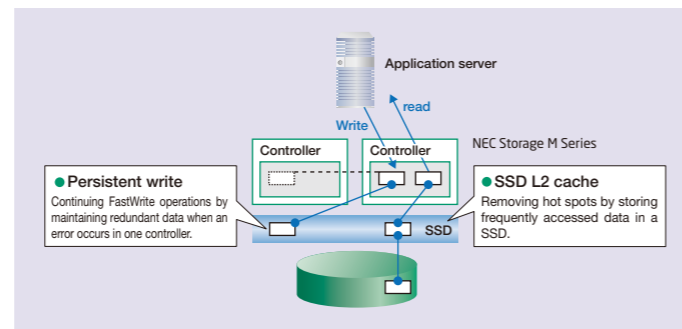 Application server
read
Write
NEC Storage M Series
Controller
Controller
● Persistent write
Continuing FastWrite operations by
maintaining redundant data when an
error occurs in one controller.
● SSD L2 cache
Removing hot spots by storing
frequently accessed data in a
SSD.
SSD